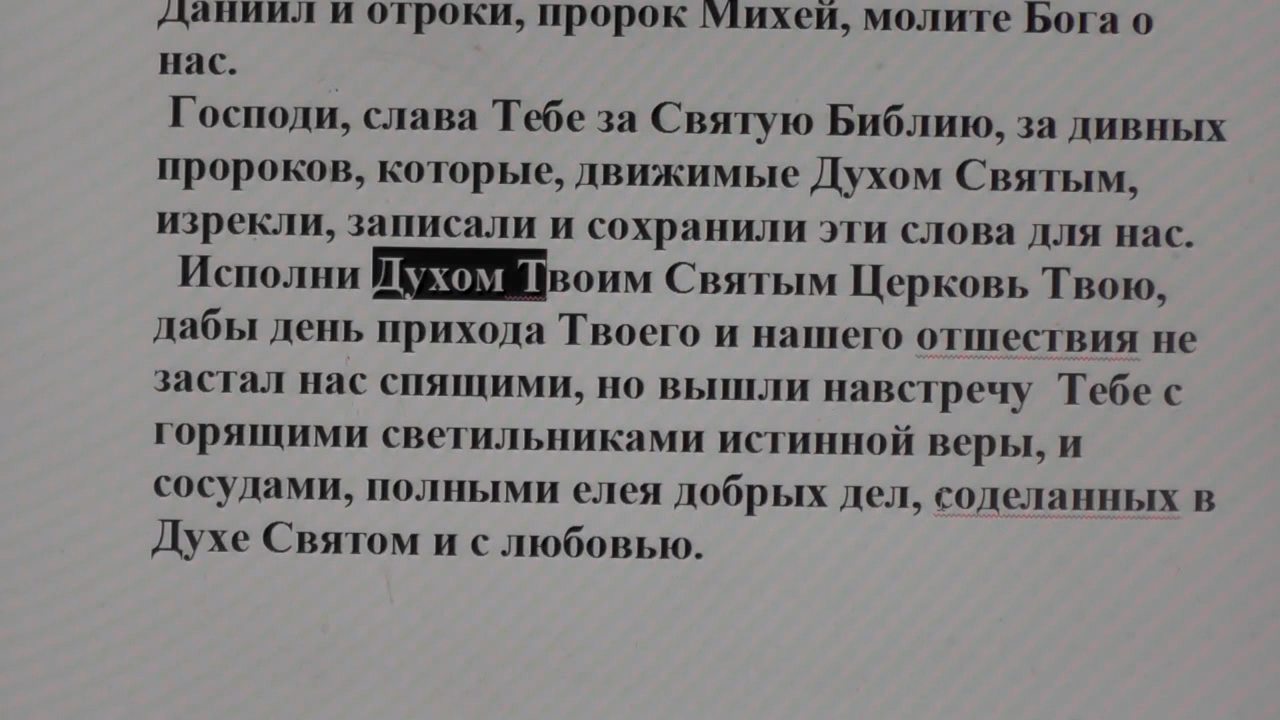 Даниил и отроки, пророк Михей, молите Бога о
нас.
Господи, слава Тебе за Святую Библию, за дивных
пророков, которые, движимые Духом Святым,
изрекли, записали и сохранили эти слова для нас.
Исполни Духом Твоим Святым Церковь Твою,
дабы день прихода Твоего и нашего отшествия не
застал нас спящими, но вышли навстречу Тебе с
горящими светильниками истинной веры, и
сосудами, полными елея добрых дел, соделанных в
Духе Святом и с любовью.